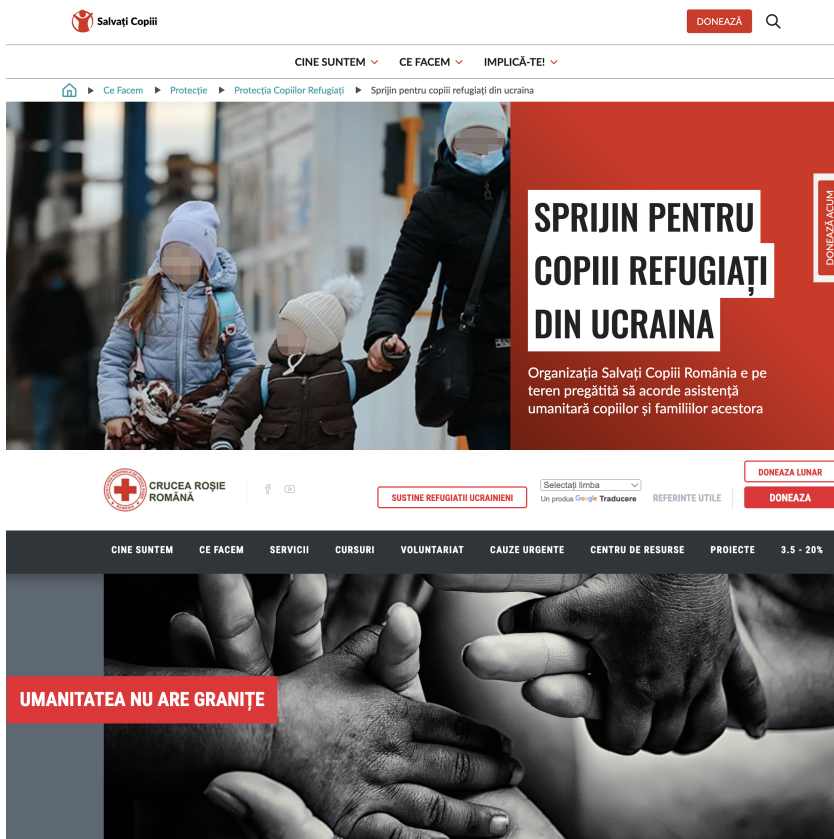 Salvați Copiii
DONEAZĂ
CINE SUNTEM
CE FACEM
IMPLICĂ-TE!
Ce Facem
Protecție
Protecția Copiilor Refugiați
Sprijin pentru copiii refugiați din ucraina
SPRIJIN PENTRU
COPIII REFUGIAȚI
DIN UCRAINA
DONEAZĂ ACUM
Organizația Salvați Copiii România e pe
teren pregătită să acorde asistență
umanitară copiilor și familiilor acestora
CRUCEA ROȘIE
ROMÂNĂ
SUSTINE REFUGIATII UCRAINIENI
Selectați limba
Un produs Google Traducere
REFERINTE UTILE
DONEAZA LUNAR
DONEAZA
CINE SUNTEM
CE FACEM
SERVICII
CURSURI
VOLUNTARIAT
CAUZE URGENTE
CENTRU DE RESURSE
PROIECTE
3.5 - 20%
UMANITATEA NU ARE GRANIȚE